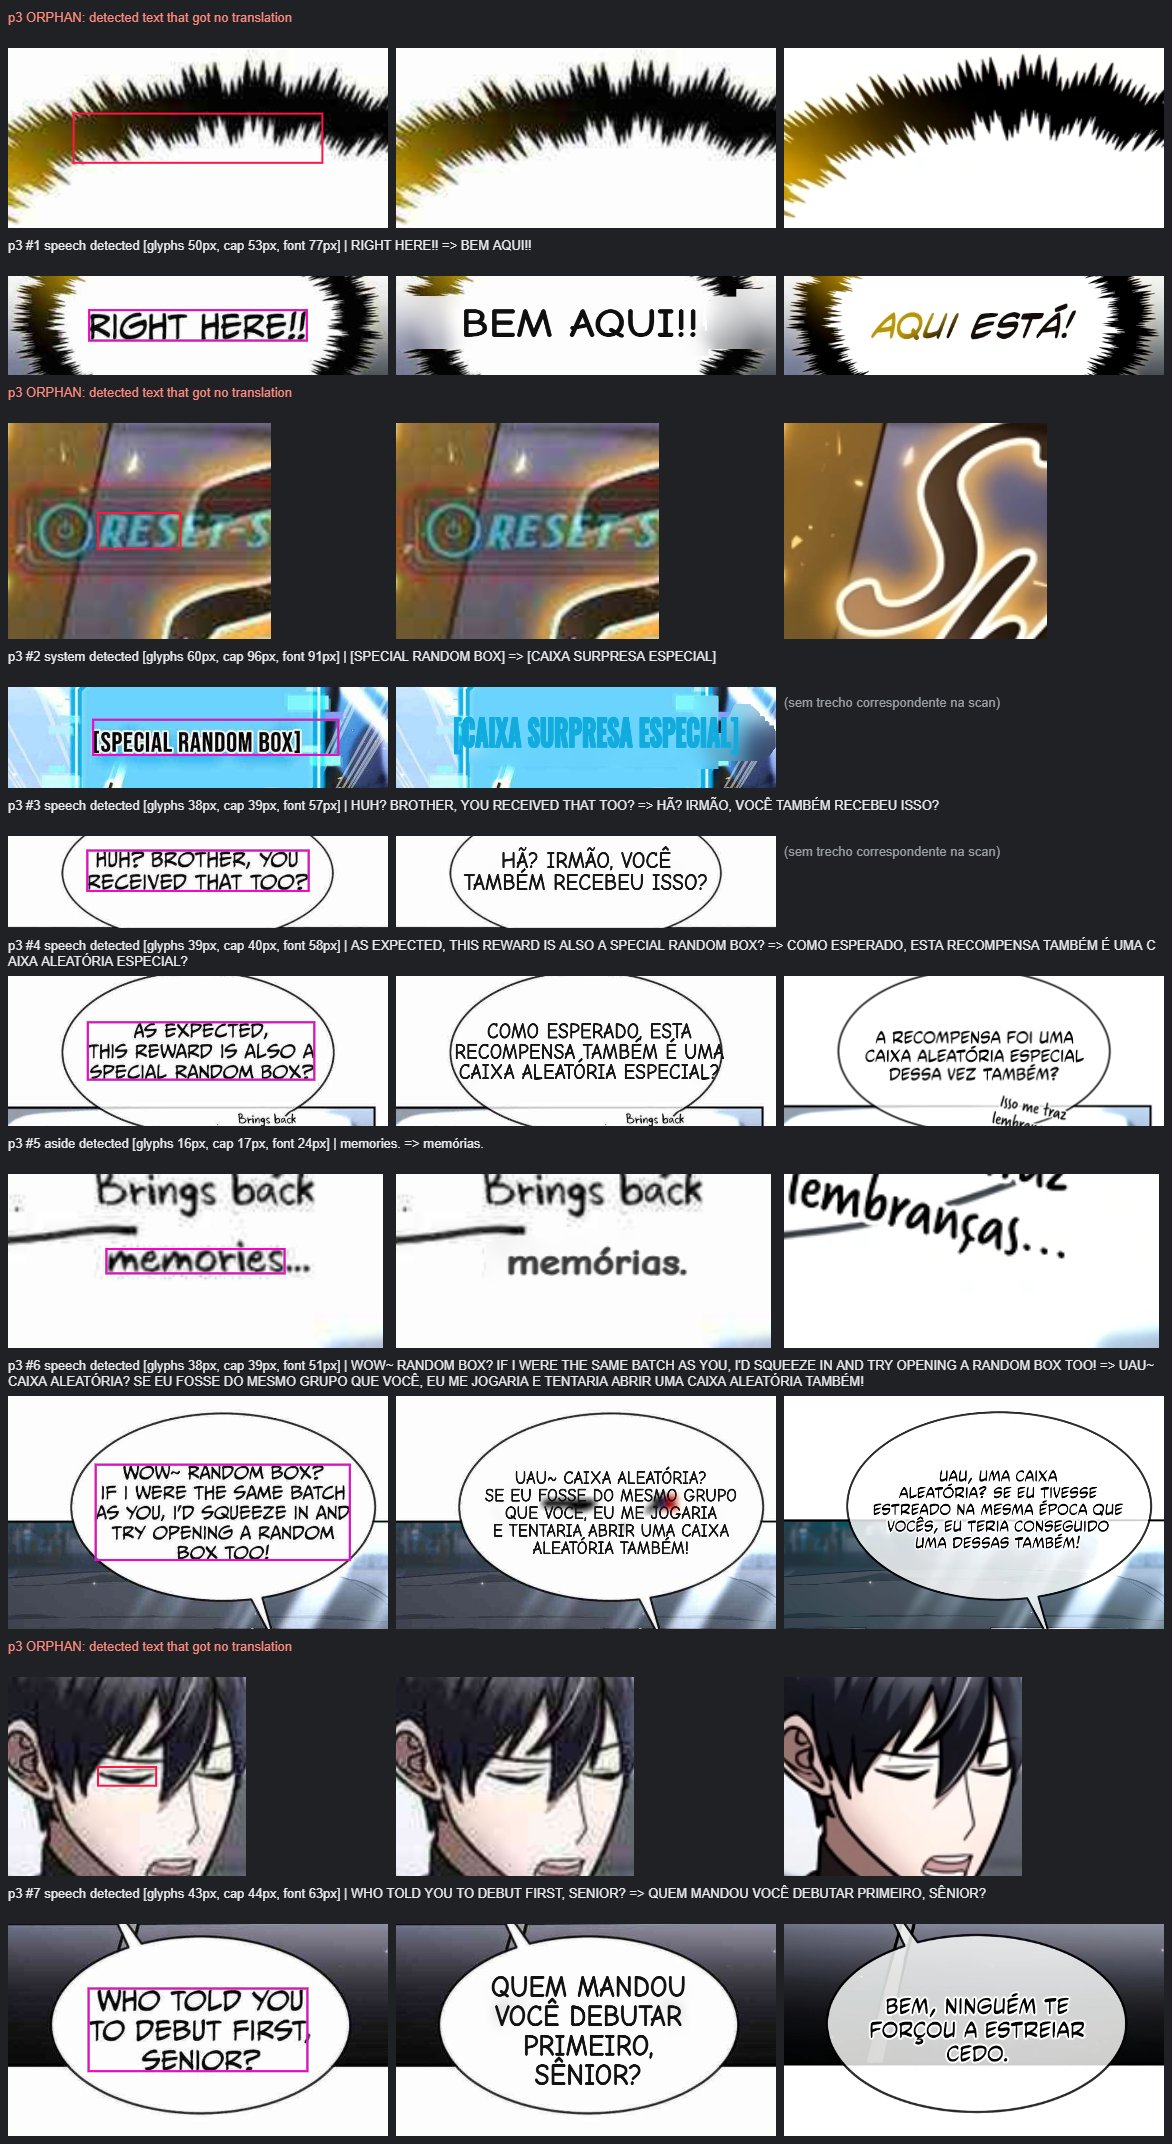 p3 ORPHAN: detected text that got no translation
p3 #1 speech detected [glyphs 50px, cap 53px, font 77px] | RIGHT HERE!! => BEM AQUI!!
RIGHT HERE!!
BEM AQUI!!
AQUI ESTÁ!
p3 ORPHAN: detected text that got no translation
RESET-S
RESET-S
S
p3 #2 system detected [glyphs 60px, cap 96px, font 91px] | [SPECIAL RANDOM BOX] => [CAIXA SURPRESA ESPECIAL]
[SPECIAL RANDOM BOX]
[CAIXA SURPRESA ESPECIAL]
(sem trecho correspondente na scan)
p3 #3 speech detected [glyphs 38px, cap 39px, font 57px] | HUH? BROTHER, YOU RECEIVED THAT TOO? => HÃ? IRMÃO, VOCÊ TAMBÉM RECEBEU ISSO?
HUH? BROTHER, YOU
RECEIVED THAT TOO?
HÃ? IRMÃO, VOCÊ
TAMBÉM RECEBEU ISSO?
(sem trecho correspondente na scan)
p3 #4 speech detected [glyphs 39px, cap 40px, font 58px] | AS EXPECTED, THIS REWARD IS ALSO A SPECIAL RANDOM BOX? => COMO ESPERADO, ESTA RECOMPENSA TAMBÉM É UMA C
AIXA ALEATÓRIA ESPECIAL?
AS EXPECTED,
THIS REWARD IS ALSO A
SPECIAL RANDOM BOX?
Brings back
COMO ESPERADO, ESTA
RECOMPENSA TAMBÉM É UMA
CAIXA ALEATÓRIA ESPECIAL?
Brings back
A RECOMPENSA FOI UMA
CAIXA ALEATÓRIA ESPECIAL
DESSA VEZ TAMBÉM?
Isso me traz
lembran
p3 #5 aside detected [glyphs 16px, cap 17px, font 24px] | memories. => memórias.
Brings back
memories...
Brings back
memórias.
raz
lembranças...
p3 #6 speech detected [glyphs 38px, cap 39px, font 51px] | WOW~ RANDOM BOX? IF I WERE THE SAME BATCH AS YOU, I'D SQUEEZE IN AND TRY OPENING A RANDOM BOX TOO! => UAU~
CAIXA ALEATÓRIA? SE EU FOSSE DO MESMO GRUPO QUE VOCÊ, EU ME JOGARIA E TENTARIA ABRIR UMA CAIXA ALEATÓRIA TAMBÉM!
WOW~ RANDOM BOX?
IF I WERE THE SAME BATCH
AS YOU, I'D SQUEEZE IN AND
TRY OPENING A RANDOM
BOX TOO!
UAU~ CAIXA ALEATÓRIA?
SE EU FOSSE DO MESMO GRUPO
QUE VOCÊ, EU ME JOGARIA
E TENTARIA ABRIR UMA CAIXA
ALEATÓRIA TAMBÉM!
UAU, UMA CAIXA
ALEATÓRIA? SE EU TIVESSE
ESTREADO NA MESMA ÉPOCA QUE
VOCÊS, EU TERIA CONSEGUIDO
UMA DESSAS TAMBÉM!
p3 ORPHAN: detected text that got no translation
p3 #7 speech detected [glyphs 43px, cap 44px, font 63px] | WHO TOLD YOU TO DEBUT FIRST, SENIOR? => QUEM MANDOU VOCÊ DEBUTAR PRIMEIRO, SÊNIOR?
WHO TOLD YOU
TO DEBUT FIRST,
SENIOR?
QUEM MANDOU
VOCÊ DEBUTAR
PRIMEIRO,
SÊNIOR?
BEM, NINGUÉM TE
FORÇOU A ESTREIAR
CEDO.